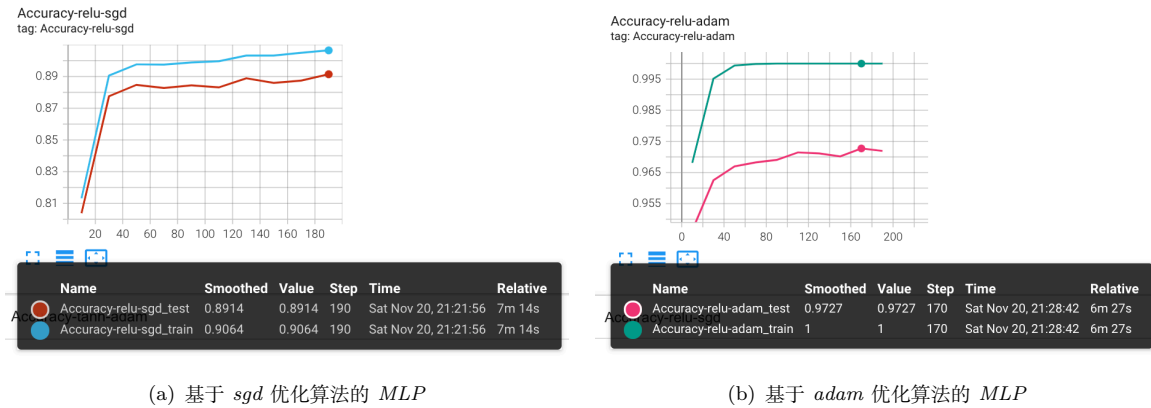 Accuracy-relu-sgd
tag: Accuracy-relu-sgd
0.89
0.87
0.85
0.83
0.81
20 40 60 80 100 120 140 160 180
Name Smoothed Value Step Time Relative
Accuracy-relu-sgd_test 0.8914 0.8914 190 Sat Nov 20, 21:21:56 7m 14s
Accuracy-tanh-adam
Accuracy-relu-sgd_train 0.9064 0.9064 190 Sat Nov 20, 21:21:56 7m 14s
(a) 基于 sgd 优化算法的 MLP
Accuracy-relu-adam
tag: Accuracy-relu-adam
0.995
0.985
0.975
0.965
0.955
0 40 80 120 160 200
Name Smoothed Value Step Time Relative
Accuracy-relu-adam_test 0.9727 0.9727 170 Sat Nov 20, 21:28:42 6m 27s
Accuracy-relu-sgd
Accuracy-relu-adam_train 1 1 170 Sat Nov 20, 21:28:42 6m 27s
(b) 基于 adam 优化算法的 MLP